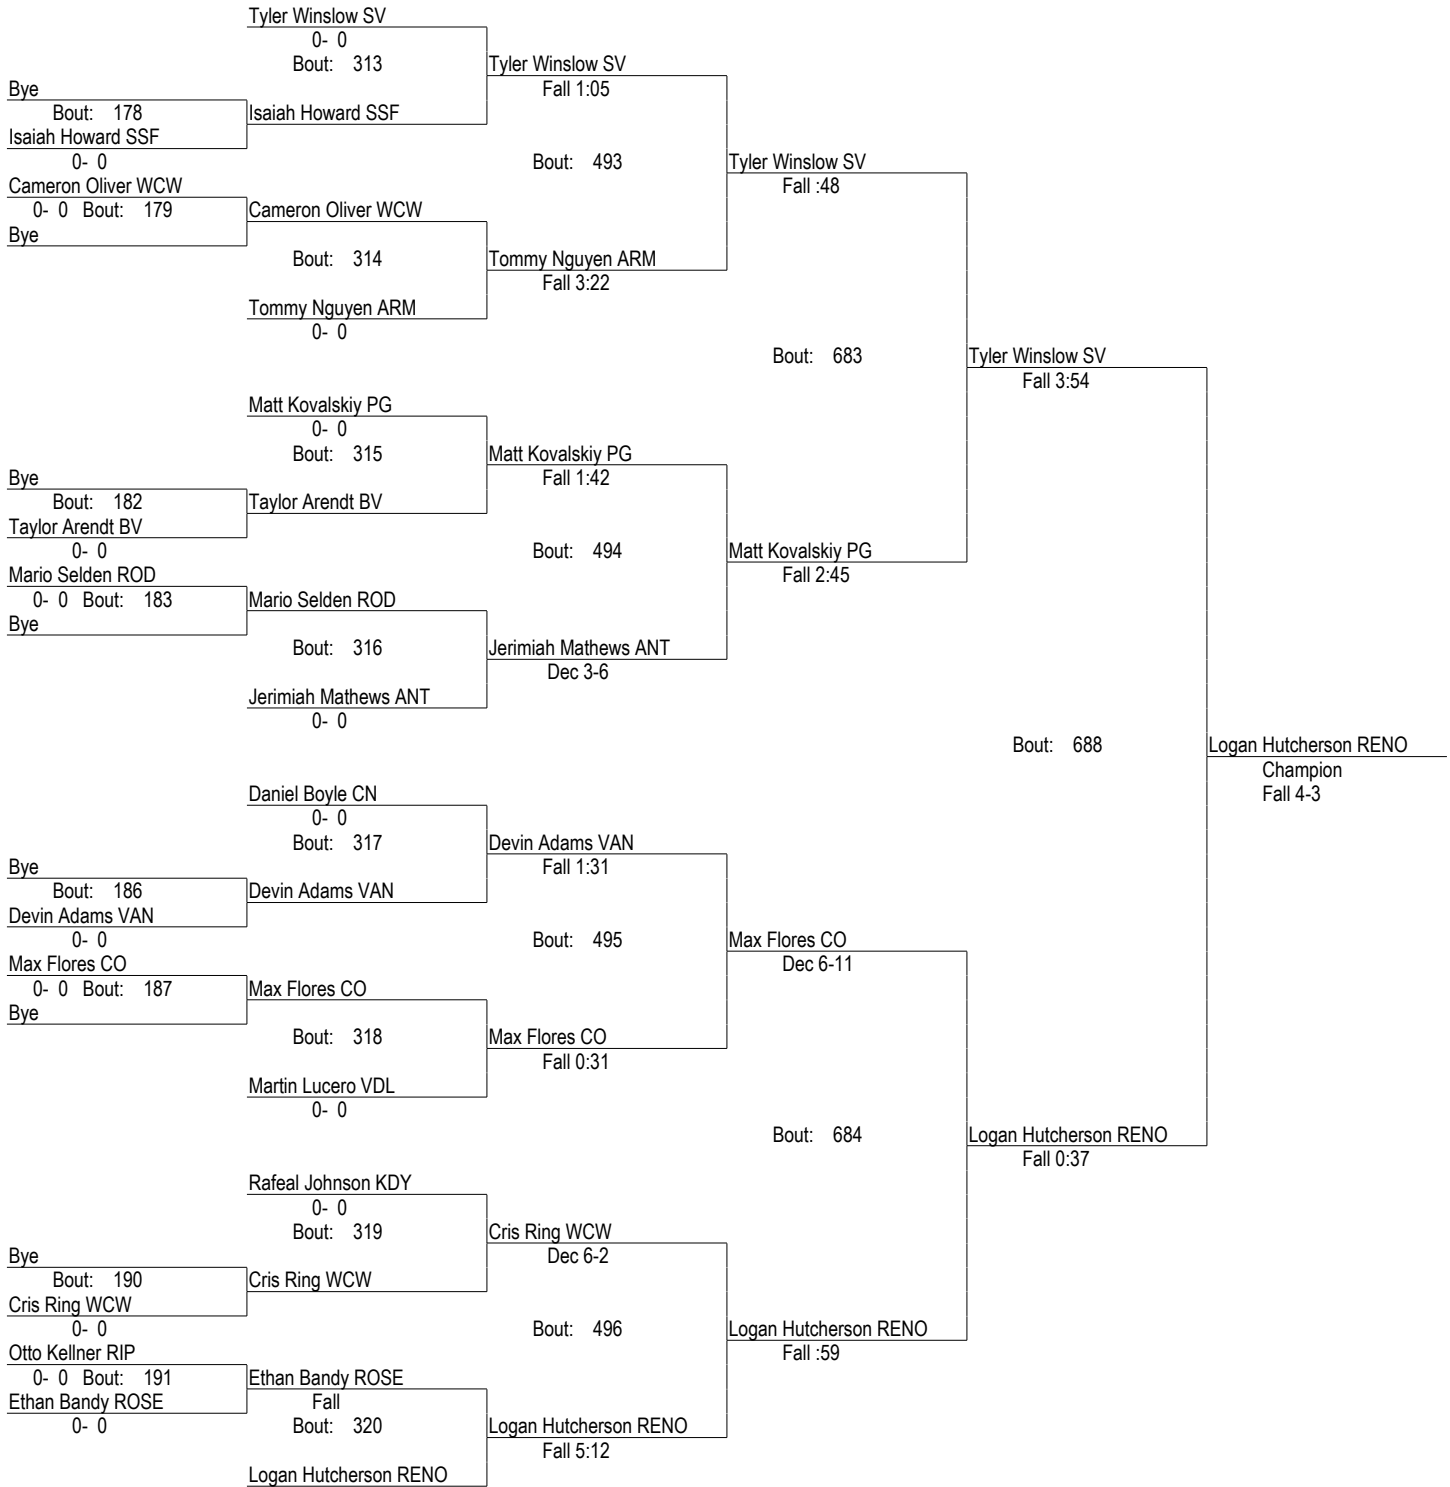 Tyler Winslow SV
0- 0
Bout: 313
Tyler Winslow SV
Bye
Fall 1:05
Bout: 178
Isaiah Howard SSF
Isaiah Howard SSF
0- 0
Bout: 493
Tyler Winslow SV
Cameron Oliver WCW
Fall :48
0- 0 Bout: 179
Cameron Oliver WCW
Bye
Bout: 314
Tommy Nguyen ARM
Fall 3:22
Tommy Nguyen ARM
0- 0
Bout: 683
Tyler Winslow SV
Fall 3:54
Matt Kovalskiy PG
0- 0
Bout: 315
Matt Kovalskiy PG
Bye
Fall 1:42
Bout: 182
Taylor Arendt BV
Taylor Arendt BV
0- 0
Bout: 494
Matt Kovalskiy PG
Mario Selden ROD
Fall 2:45
0- 0 Bout: 183
Mario Selden ROD
Bye
Bout: 316
Jerimiah Mathews ANT
Dec 3-6
Jerimiah Mathews ANT
0- 0
Bout: 688
Logan Hutcherson RENO
Champion
Fall 4-3
Daniel Boyle CN
0- 0
Bout: 317
Devin Adams VAN
Bye
Fall 1:31
Bout: 186
Devin Adams VAN
Devin Adams VAN
0- 0
Bout: 495
Max Flores CO
Max Flores CO
Dec 6-11
0- 0 Bout: 187
Max Flores CO
Bye
Bout: 318
Max Flores CO
Fall 0:31
Martin Lucero VDL
0- 0
Bout: 684
Logan Hutcherson RENO
Fall 0:37
Rafeal Johnson KDY
0- 0
Bout: 319
Cris Ring WCW
Bye
Dec 6-2
Bout: 190
Cris Ring WCW
Cris Ring WCW
0- 0
Bout: 496
Logan Hutcherson RENO
Otto Kellner RIP
Fall :59
0- 0 Bout: 191
Ethan Bandy ROSE
Ethan Bandy ROSE
Fall
0- 0
Bout: 320
Logan Hutcherson RENO
Fall 5:12
Logan Hutcherson RENO